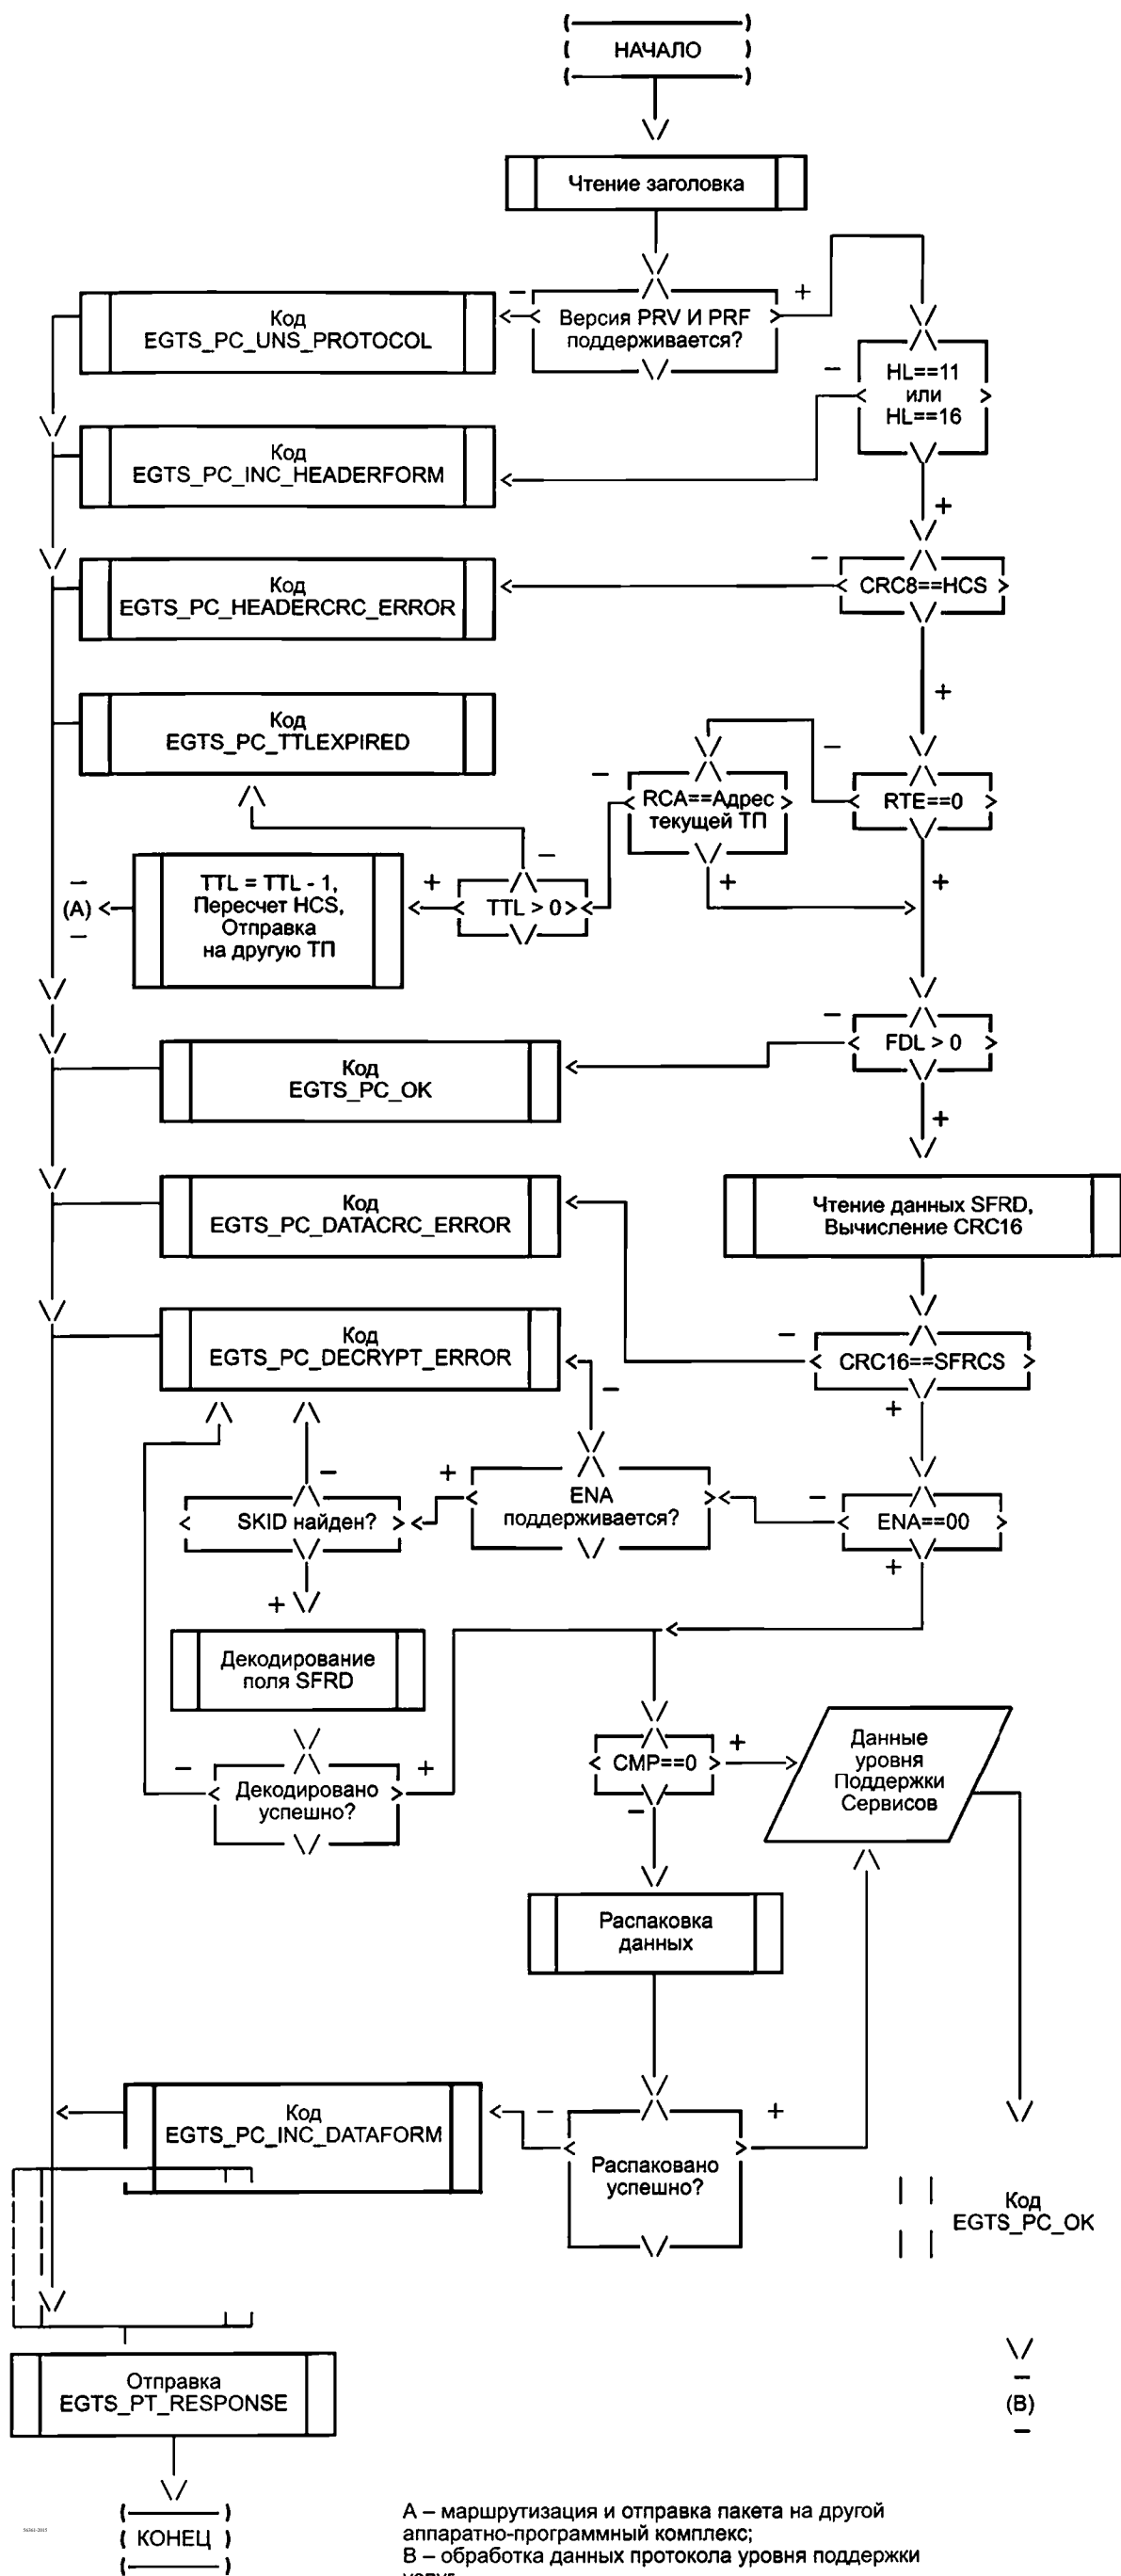 НАЧАЛО
Чтение заголовка
Версия PRV И PRF
поддерживается?
-
+
Код
EGTS_PC_UNS_PROTOCOL
HL==11
или
HL==16
-
+
Код
EGTS_PC_INC_HEADERFORM
CRC8==HCS
-
+
Код
EGTS_PC_HEADERCRC_ERROR
Код
EGTS_PC_TTLEXPIRED
RTE==0
-
+
RCA==Адрес
текущей ТП
-
+
TTL > 0
-
+
TTL = TTL - 1,
Пересчет HCS,
Отправка
на другую ТП
(А)
FDL > 0
-
+
Код
EGTS_PC_OK
Чтение данных SFRD,
Вычисление CRC16
Код
EGTS_PC_DATACRC_ERROR
CRC16==SFRCS
-
+
Код
EGTS_PC_DECRYPT_ERROR
ENA==00
-
+
ENA
поддерживается?
-
+
SKID найден?
-
+
Декодирование
поля SFRD
Декодировано
успешно?
-
+
CMP==0
+
-
Данные
уровня
Поддержки
Сервисов
Распаковка
данных
Распаковано
успешно?
-
+
Код
EGTS_PC_INC_DATAFORM
Код
EGTS_PC_OK
(В)
Отправка
EGTS_PT_RESPONSE
КОНЕЦ
А – маршрутизация и отправка пакета на другой
аппаратно-программный комплекс;
В – обработка данных протокола уровня поддержки